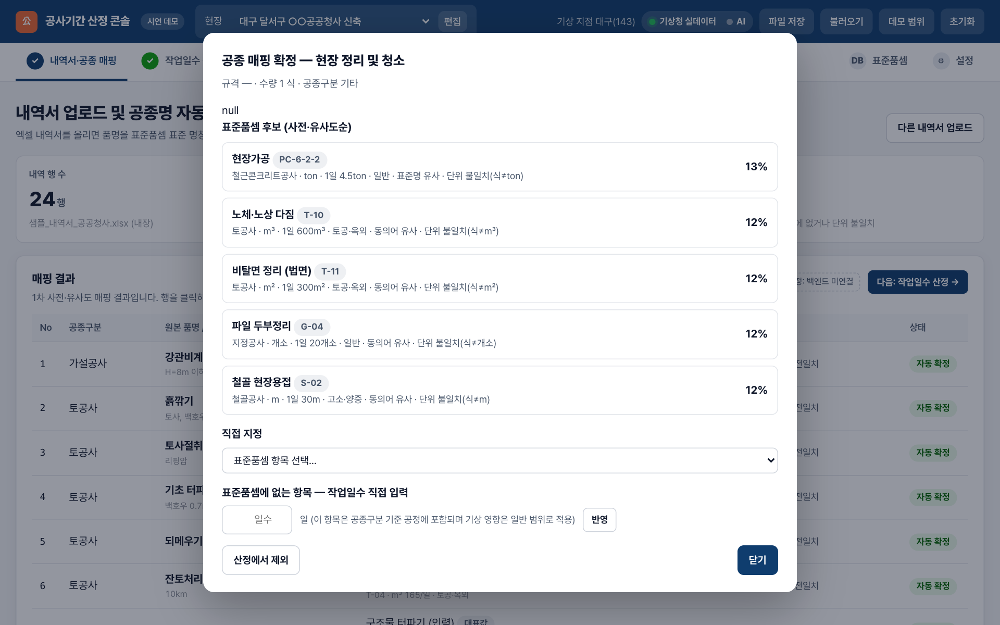 公 공사기간 산정 콘솔 시연 데모 현장 대구 달서구 〇〇공공청사 신축 편집 기상 지점 대구(143) 기상청 실데이터 AI 파일 저장 불러오기 데모 범위 초기화
내역서·공종 매핑 작업일수 DB 표준품셈 설정
내역서 업로드 및 공종명 자동
엑셀 내역서를 올리면 품명을 표준품셈 표준 명칭
다른 내역서 업로드
내역 행 수
24행
샘플_내역서_공공청사.xlsx (내장)
에 없거나 단위 불일치
매핑 결과
1차 사전·유사도 매핑 결과입니다. 행을 클릭하
정: 백엔드 미연결 다음: 작업일수 산정 →
No 공종구분 원본 품명 / 상태
1 가설공사 강관비계
H=8m 이하
전일치 자동 확정
2 토공사 흙깎기
토사, 백호우
전일치 자동 확정
3 토공사 토사절취
리핑암
전일치 자동 확정
4 토공사 기초 터파
백호우 0.7
전일치 자동 확정
5 토공사 되메우기
전일치 자동 확정
6 토공사 잔토처리
10km
T-04 · m³ 165/일 · 토공·옥외
전일치 자동 확정
구조물 터파기 (인력) 대표값
공종 매핑 확정 — 현장 정리 및 청소
규격 — · 수량 1 식 · 공종구분 기타
null
표준품셈 후보 (사전·유사도순)
현장가공 PC-6-2-2
철근콘크리트공사 · ton · 1일 4.5ton · 일반 · 표준명 유사 · 단위 불일치(식≠ton)
13%
노체·노상 다짐 T-10
토공사 · m³ · 1일 600m³ · 토공·옥외 · 동의어 유사 · 단위 불일치(식≠m³)
12%
비탈면 정리 (법면) T-11
토공사 · m² · 1일 300m² · 토공·옥외 · 동의어 유사 · 단위 불일치(식≠m²)
12%
파일 두부정리 G-04
지정공사 · 개소 · 1일 20개소 · 일반 · 동의어 유사 · 단위 불일치(식≠개소)
12%
철골 현장용접 S-02
철골공사 · m · 1일 30m · 고소·양중 · 동의어 유사 · 단위 불일치(식≠m)
12%
직접 지정
표준품셈 항목 선택...
표준품셈에 없는 항목 — 작업일수 직접 입력
일수 일 (이 항목은 공종구분 기준 공정에 포함되며 기상 영향은 일반 범위로 적용) 반영
산정에서 제외 닫기